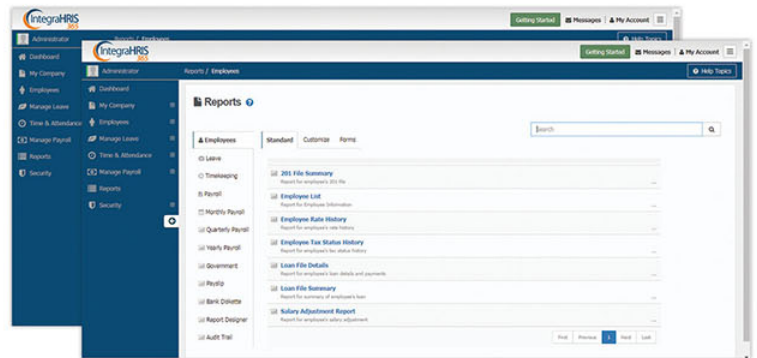 IntegraHRIS
365
Getting Started Messages My Account
Administrator
Reports / Employees
Help Topics
Dashboard
My Company
Employees
Manage Leave
Time & Attendance
Manage Payroll
Reports
Security
IntegraHRIS
365
Getting Started Messages My Account
Administrator
Reports / Employees
Help Topics
Dashboard
My Company
Employees
Manage Leave
Time & Attendance
Manage Payroll
Reports
Security
Reports
Search
Employees
Leave
Timekeeping
Payroll
Monthly Payroll
Quarterly Payroll
Yearly Payroll
Government
Payslip
Bank Diskette
Report Designer
Audit Trail
Standard Customize Forms
201 File Summary
Report for employee's 201 File
Employee List
Report for Employee Information
Employee Rate History
Report for employee's rate history
Employee Tax Status History
Report for employee's tax status history
Loan File Details
Report for employee's loan details and payments
Loan File Summary
Report for summary of employee's loan
Salary Adjustment Report
Report for employee's salary adjustment
First Previous 1 Next Last